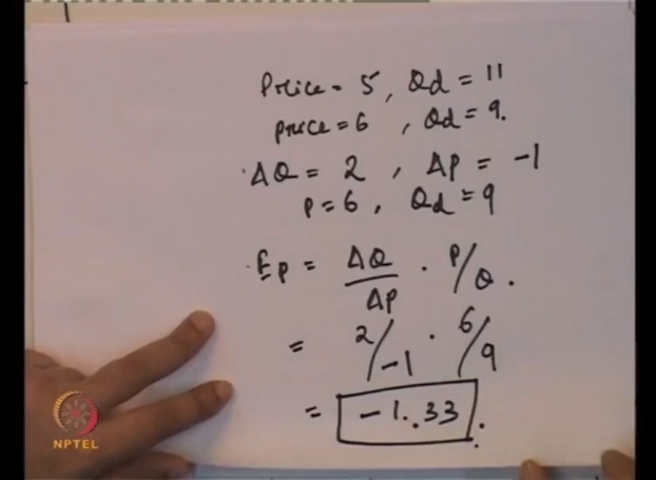 Price = 5, Qd = 11
price = 6, Qd = 9.
ΔQ = 2, ΔP = -1
P = 6, Qd = 9
Ep = ΔQ/ΔP . P/Q.
= 2/-1 . 6/9
= -1.33.
NPTEL